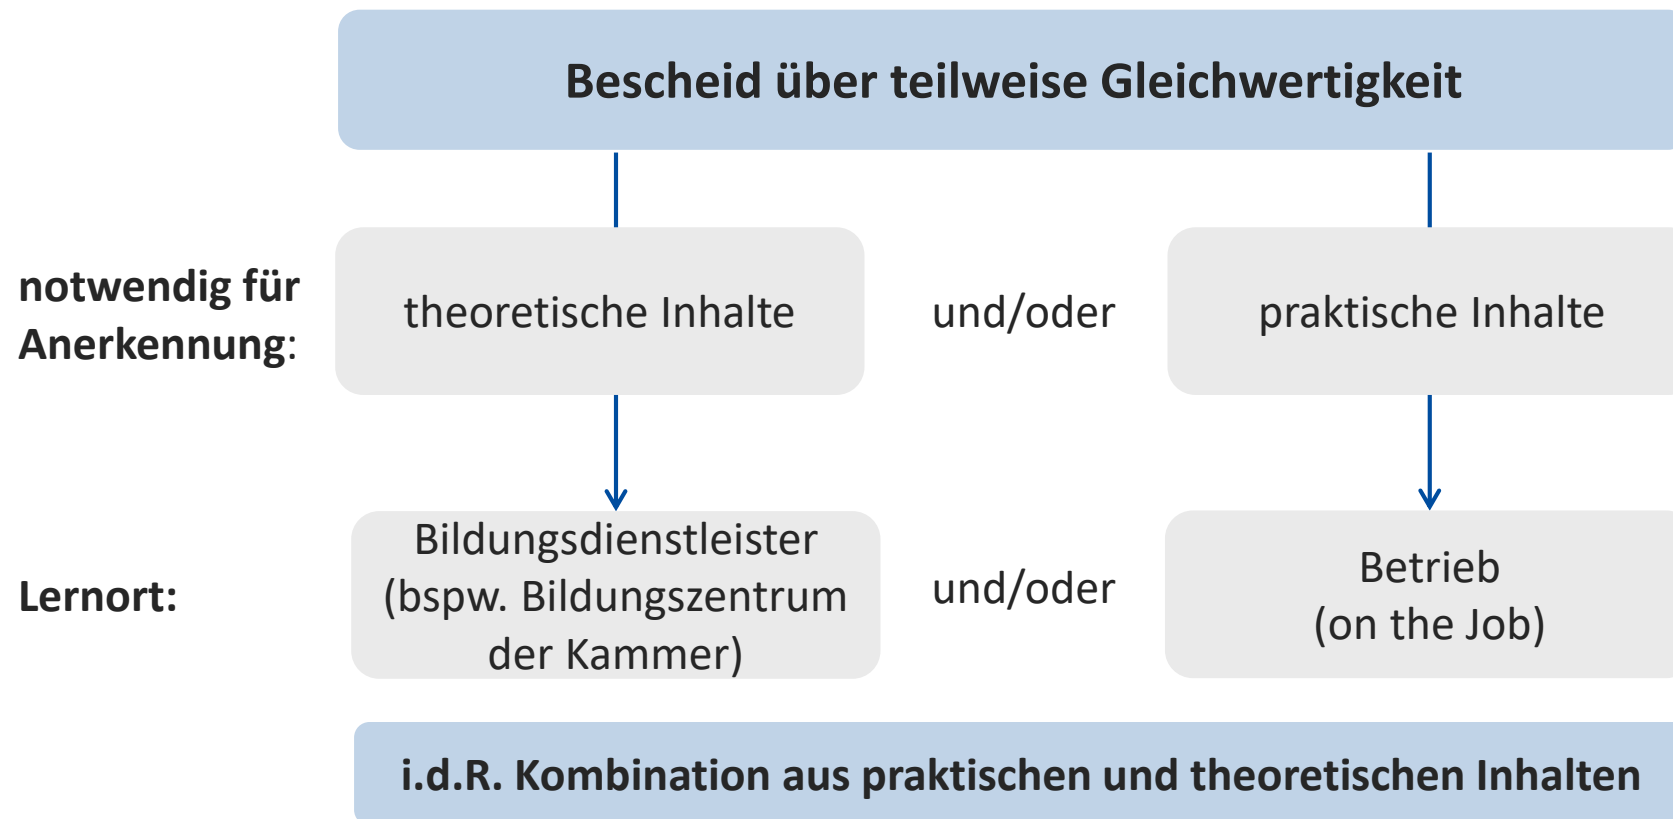 Bescheid über teilweise Gleichwertigkeit
notwendig für
Anerkennung:
theoretische Inhalte
und/oder
praktische Inhalte
Lernort:
Bildungsdienstleister
(bspw. Bildungszentrum
der Kammer)
und/oder
Betrieb
(on the Job)
i.d.R. Kombination aus praktischen und theoretischen Inhalten